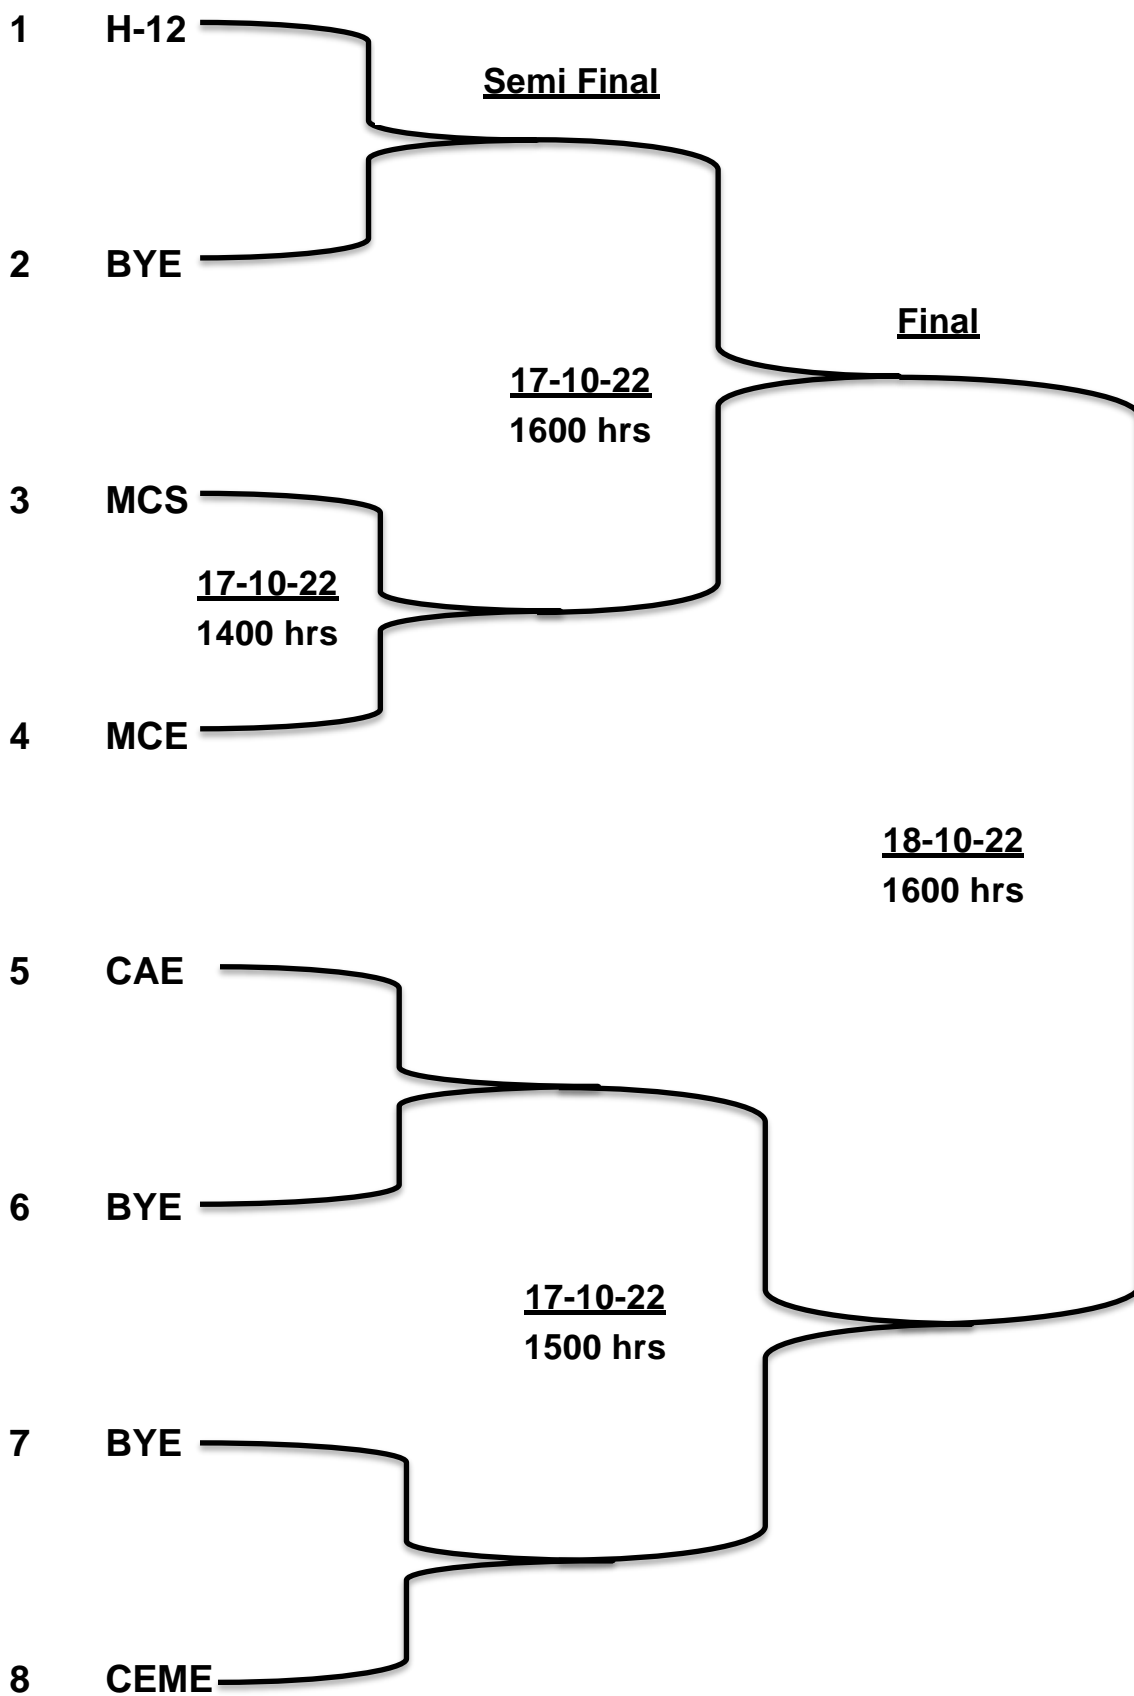 1 H-12
Semi Final
2 BYE
Final
17-10-22
1600 hrs
3 MCS
17-10-22
1400 hrs
4 MCE
18-10-22
1600 hrs
5 CAE
6 BYE
17-10-22
1500 hrs
7 BYE
8 CEME